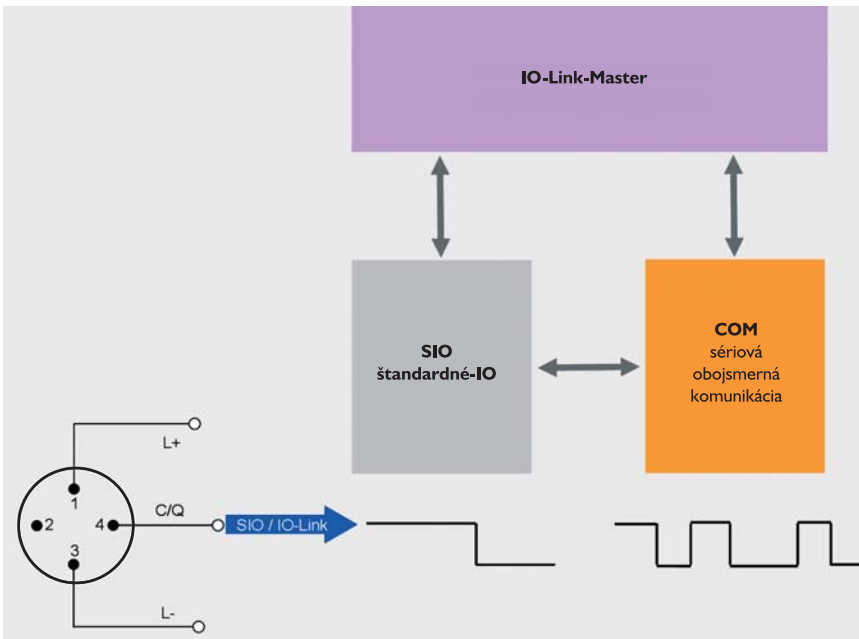 IO-Link-Master
SIO
štandardné-IO
COM
sériová
obojsmerná
komunikácia
L+
1
2
4
C/Q
SIO / IO-Link
3
L-